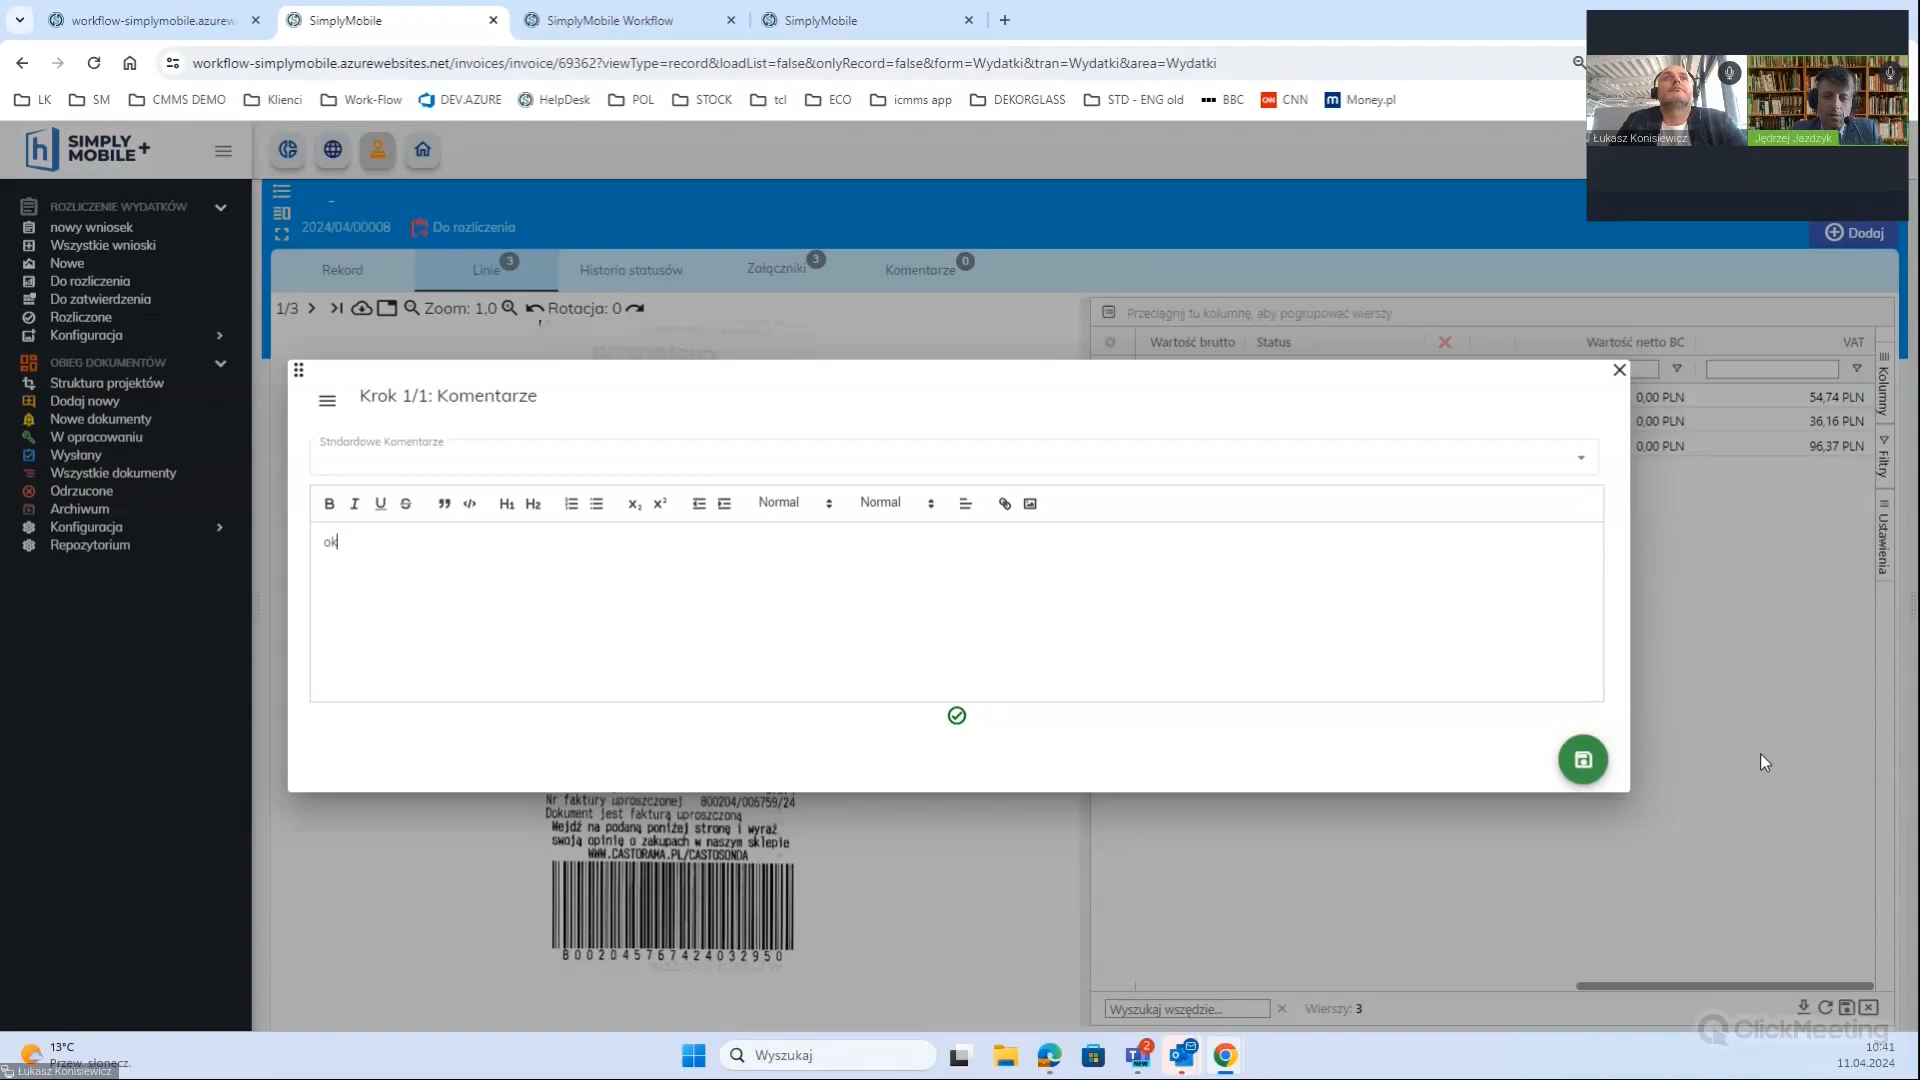 workflow-simplymobile.azurew
SimplyMobile
SimplyMobile Workflow
SimplyMobile
workflow-simplymobile.azurewebsites.net/invoices/invoice/69362?viewType=record&loadList=false&onlyRecord=false&form=Wydatki&tran=Wydatki&area=Wydatki
LK
SM
CMMS DEMO
Klienci
Work-Flow
DEV.AZURE
HelpDesk
POL
STOCK
tcl
ECO
icmms app
DEKORGLASS
STD - ENG old
BBC
CNN
Money.pl
Łukasz Konisiewicz
Jędrzej Jazdzyk
SIMPLY
MOBILE +
ROZLICZENIE WYDATKÓW
nowy wniosek
Wszystkie wnioski
Nowe
Do rozliczenia
Do zatwierdzenia
Rozliczone
Konfiguracja
OBIEG DOKUMENTÓW
Struktura projektów
Dodaj nowy
Nowe dokumenty
W opracowaniu
Wysłany
Wszystkie dokumenty
Odrzucone
Archiwum
Konfiguracja
Repozytorium
-
2024/04/00008
Do rozliczenia
Dodaj
Rekord
Linie 3
Historia statusów
Załączniki 3
Komentarze 0
1/3
Zoom: 1,0
Rotacja: 0
Przeciągnij tu kolumnę, aby pogrupować wierszy
Wartość brutto
Status
Wartość netto BC
VAT
0,00 PLN
54,74 PLN
0,00 PLN
36,16 PLN
0,00 PLN
96,37 PLN
Kolumny
Filtry
Ustawienia
Krok 1/1: Komentarze
Stndardowe Komentarze
B I U S
H1 H2
x2 x2
Normal
Normal
ok
Nr faktury uproszczonej 800204/006759/24
Dokument jest fakturą uproszczoną
Wejdź na podaną poniżej stronę i wyraź
swoją opinię o zakupach w naszym sklepie
WWW.CASTORAMA.PL/CASTOSONDA
8002045767424032950
Wyszukaj wszędzie...
Wierszy: 3
ClickMeeting
13°C
Przew. słonecz.
Łukasz Konisiewicz
Wyszukaj
NEW
2
10:41
11.04.2024